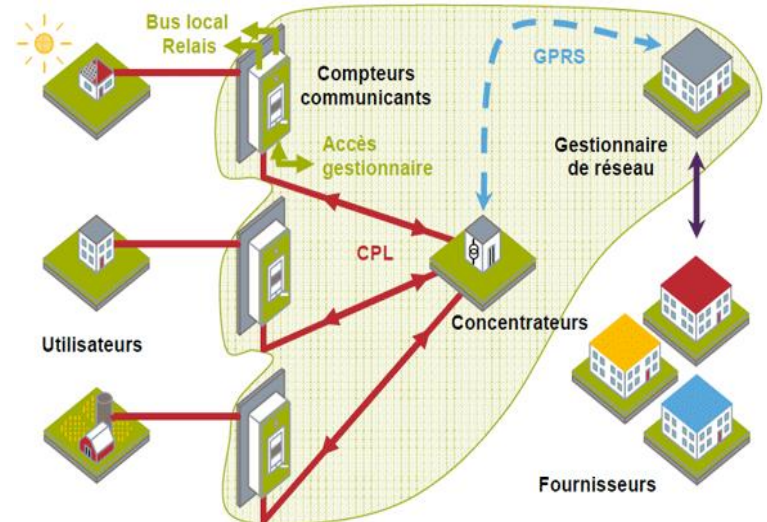 Bus local
Relais
Compteurs
communicants
GPRS
Gestionnaire
de réseau
Accès
gestionnaire
CPL
Concentrateurs
Utilisateurs
Fournisseurs